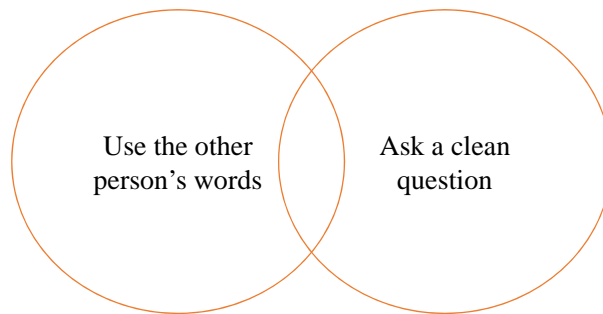 Use the other
person’s words
Ask a clean
question